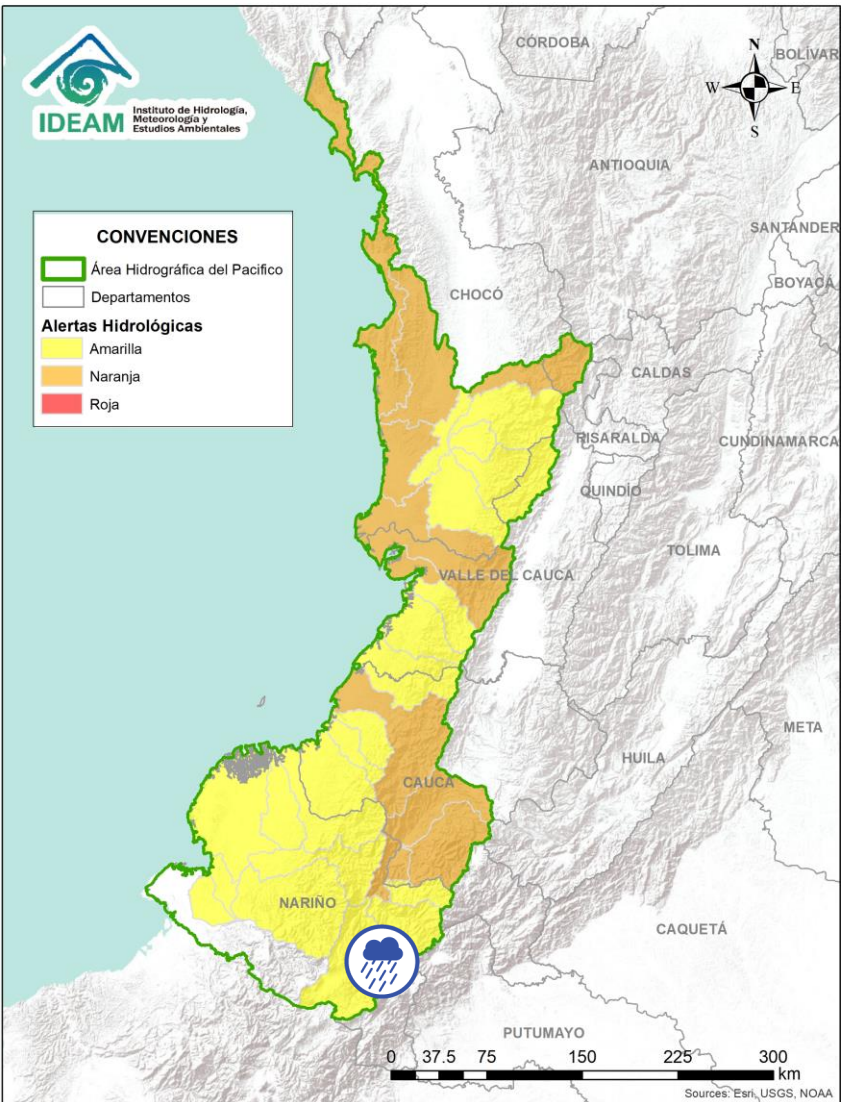 IDEAM
Instituto de Hidrología,
Meteorología y
Estudios Ambientales
N
W
E
S
CÓRDOBA
BOLÍVAR
ANTIOQUIA
SANTANDER
BOYACÁ
CHOCÓ
CALDAS
RISARALDA
CUNDINAMARCA
QUINDÍO
TOLIMA
VALLE DEL CAUCA
META
HUILA
CAUCA
NARIÑO
CAQUETÁ
PUTUMAYO
CONVENCIONES
Área Hidrográfica del Pacifico
Departamentos
Alertas Hidrológicas
Amarilla
Naranja
Roja
0 37.5 75 150 225 300
km
Sources: Esri, USGS, NOAA